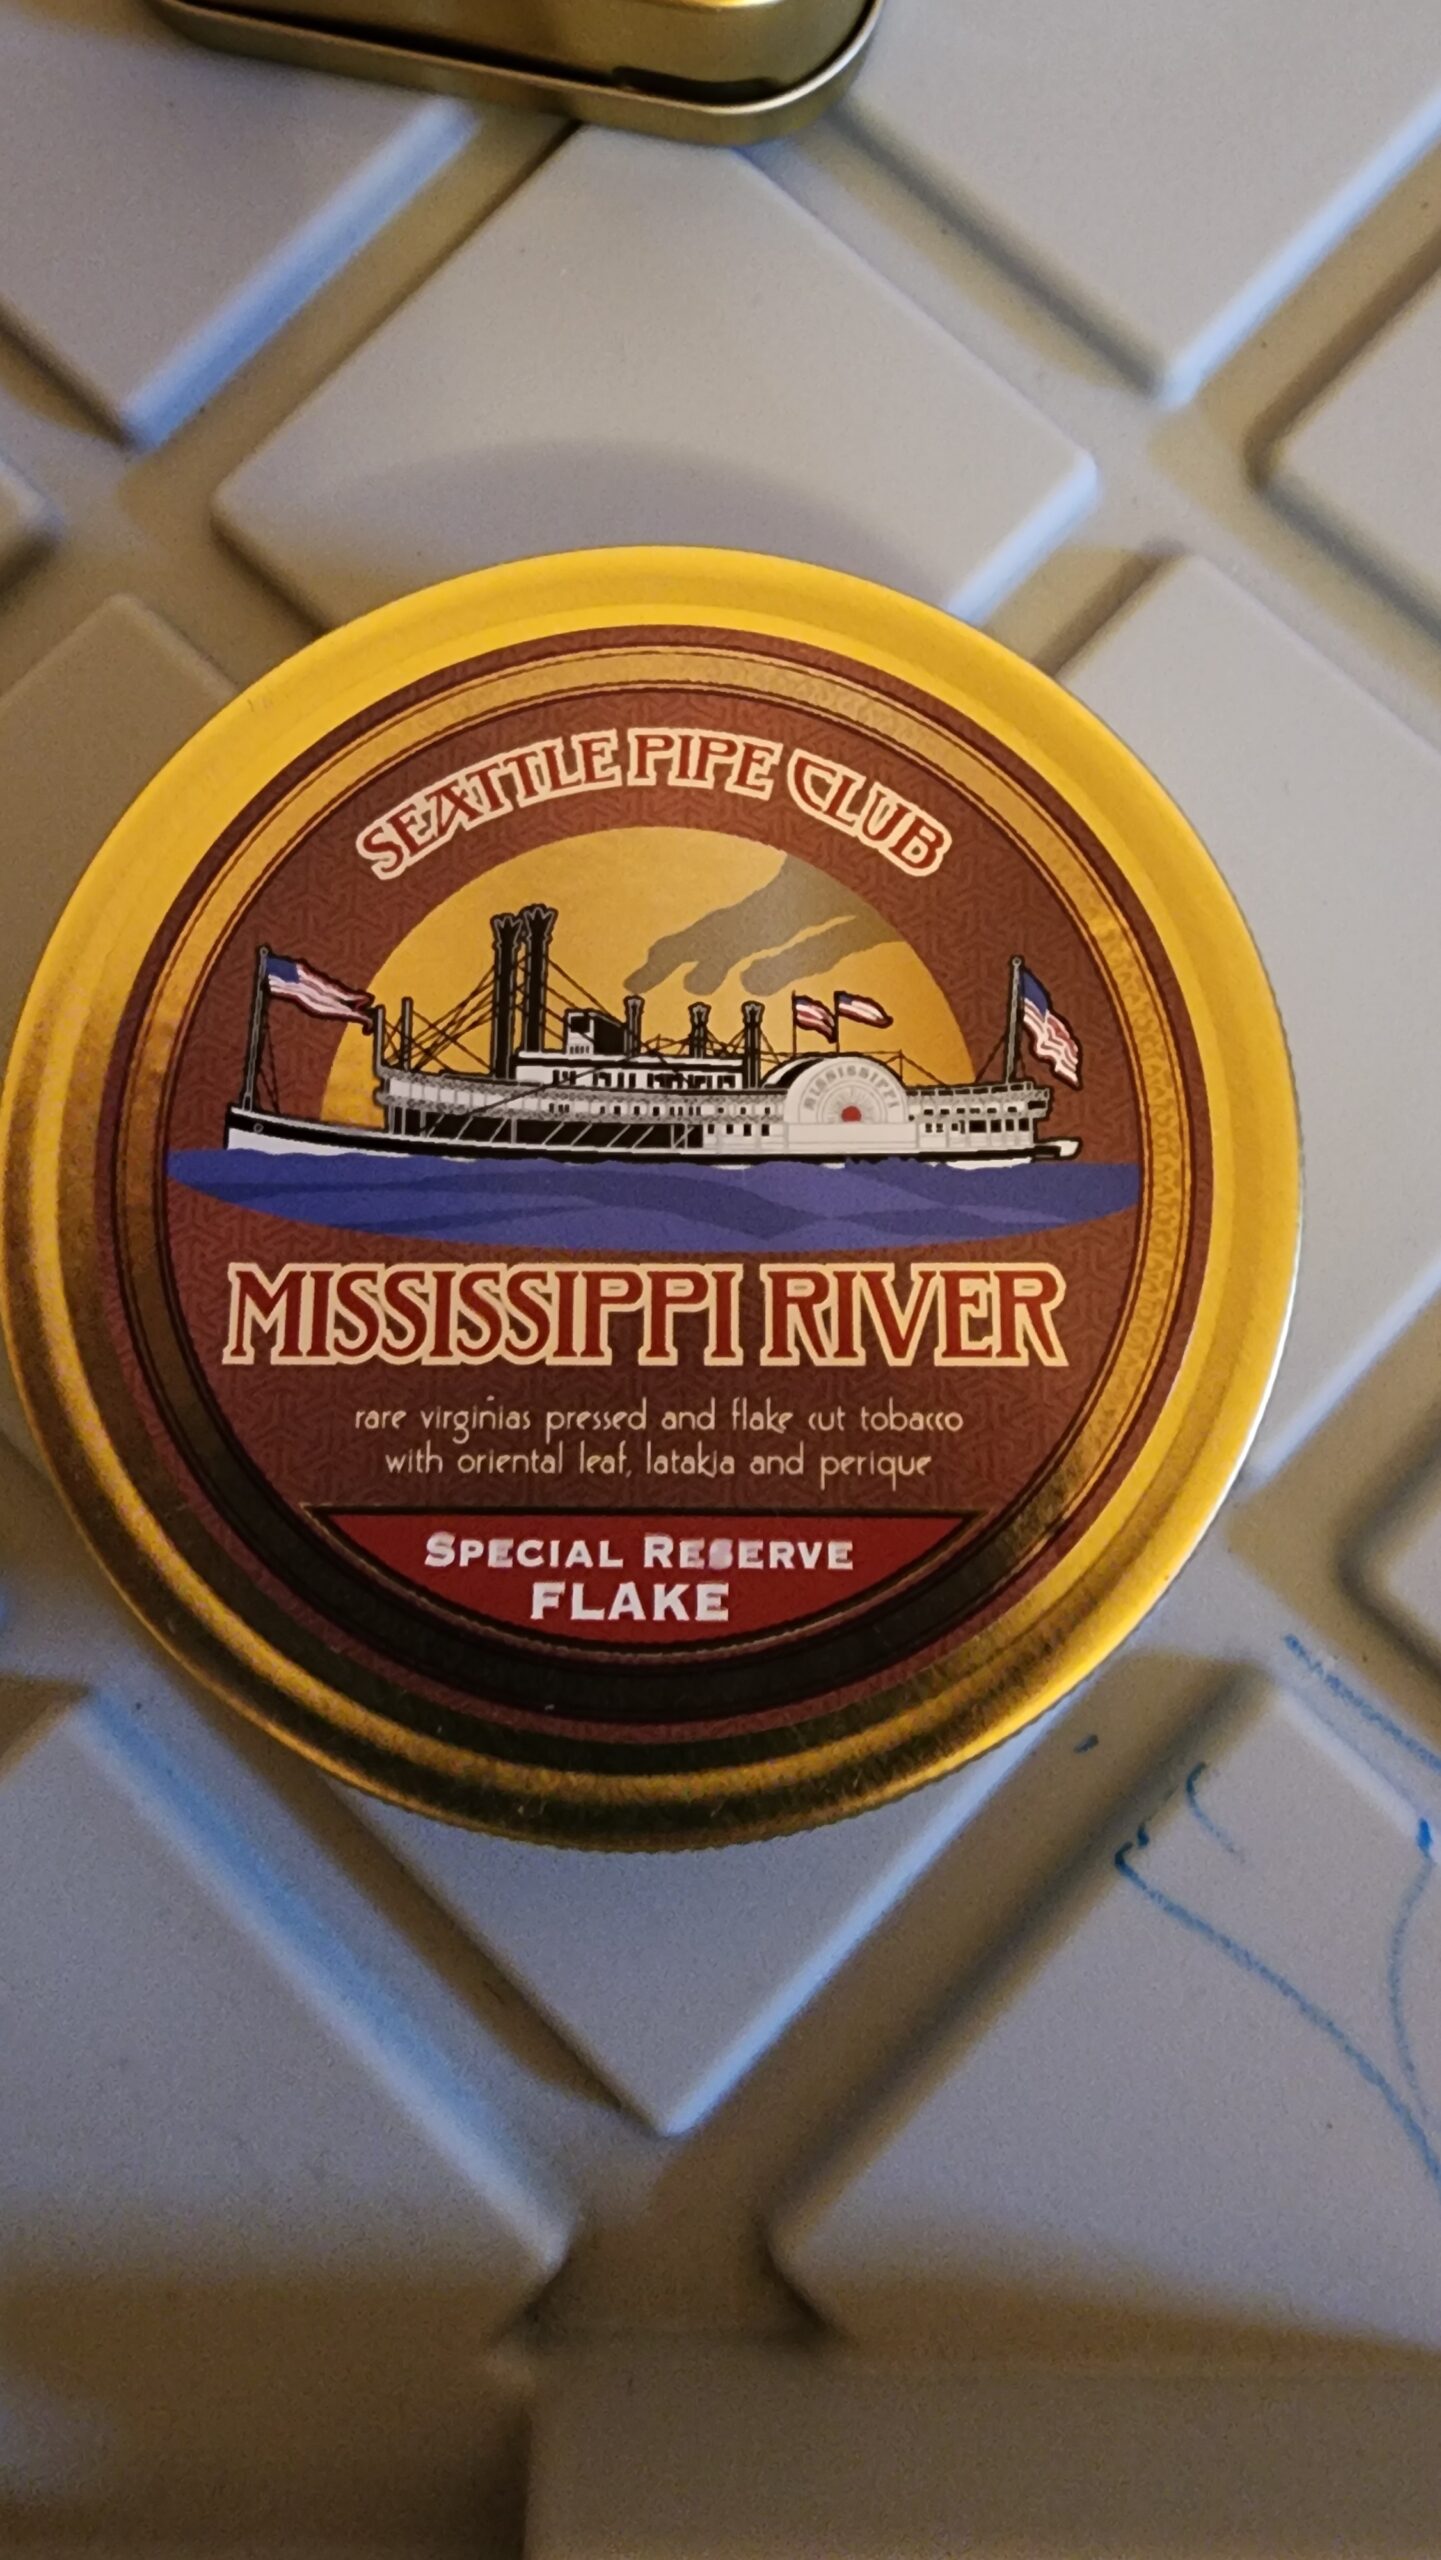 SEATTLE PIPE CLUB
MISSISSIPPI
MISSISSIPPI RIVER
rare virginias pressed and flake cut tobacco
with oriental leaf, latakia and perique
SPECIAL RESERVE
FLAKE